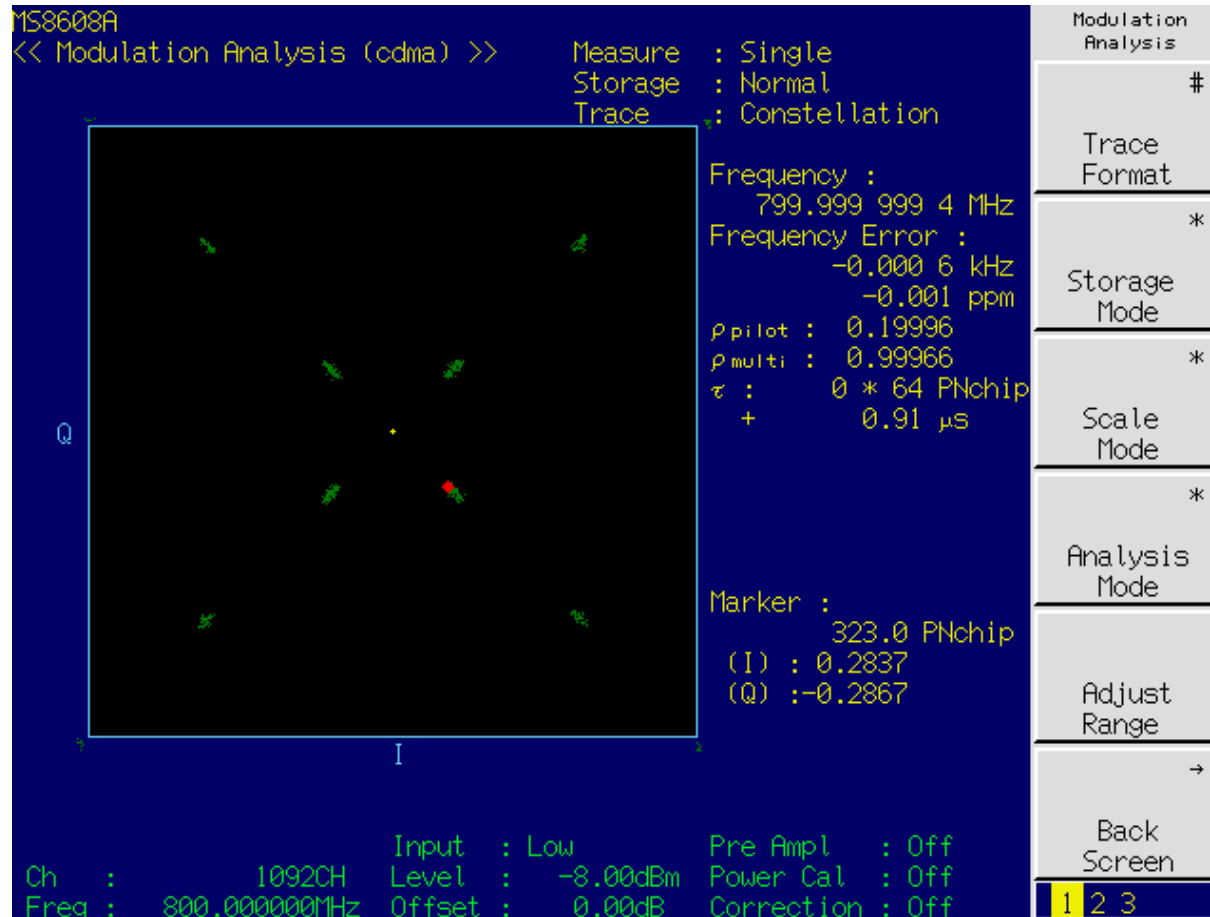 MS8608A
<< Modulation Analysis (cdma) >>
Measure : Single
Storage : Normal
Trace : Constellation
Frequency :
799.999 999 4 MHz
Frequency Error :
-0.000 6 kHz
-0.001 ppm
ρpilot : 0.19996
ρmulti : 0.99966
τ : 0 * 64 PNchip
+ 0.91 μs
Q
I
Marker :
323.0 PNchip
(I) : 0.2837
(Q) :-0.2867
Input : Low
Pre Ampl : Off
Ch : 1092CH
Level : -8.00dBm
Power Cal : Off
Freq : 800.000000MHz
Offset : 0.00dB
Correction : Off
Modulation
Analysis
#
Trace
Format
*
Storage
Mode
*
Scale
Mode
*
Analysis
Mode
Adjust
Range
→
Back
Screen
1 2 3